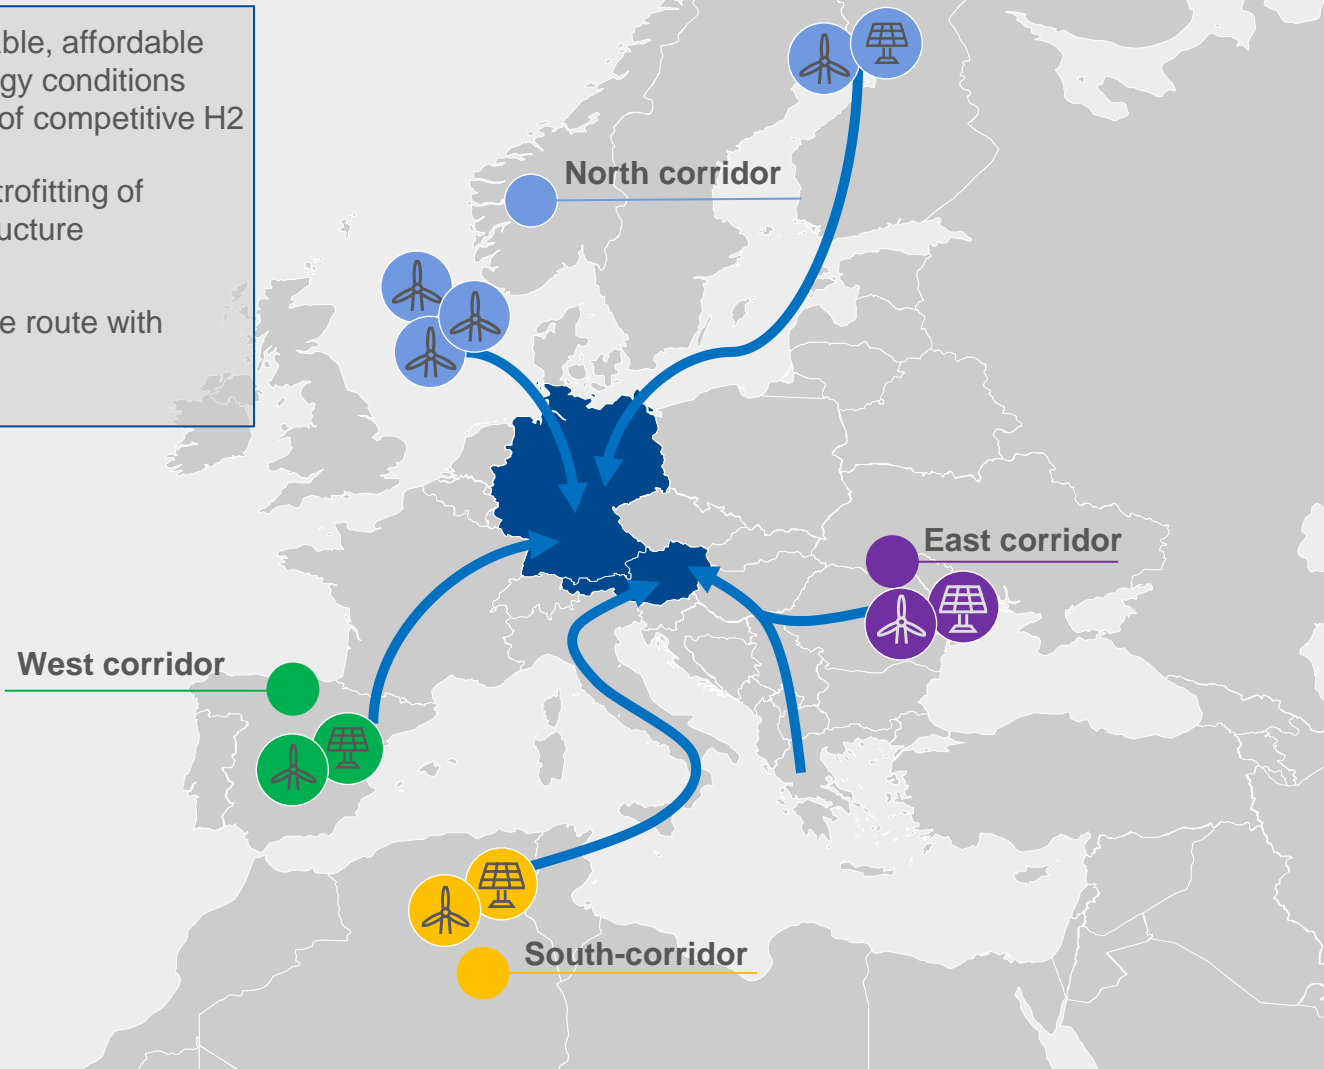 able, affordable
gy conditions
of competitive H2
trofitting of
ucture
e route with
North corridor
East corridor
West corridor
South-corridor